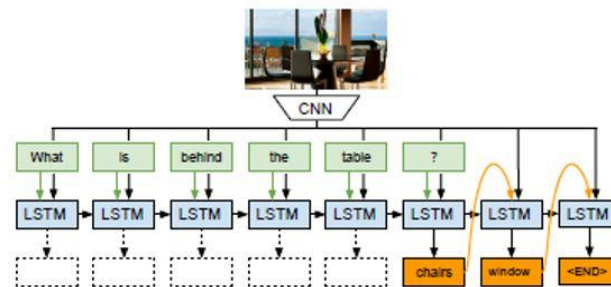 CNN
What is behind the table ?
LSTM LSTM LSTM LSTM LSTM LSTM LSTM LSTM
chairs window <END>